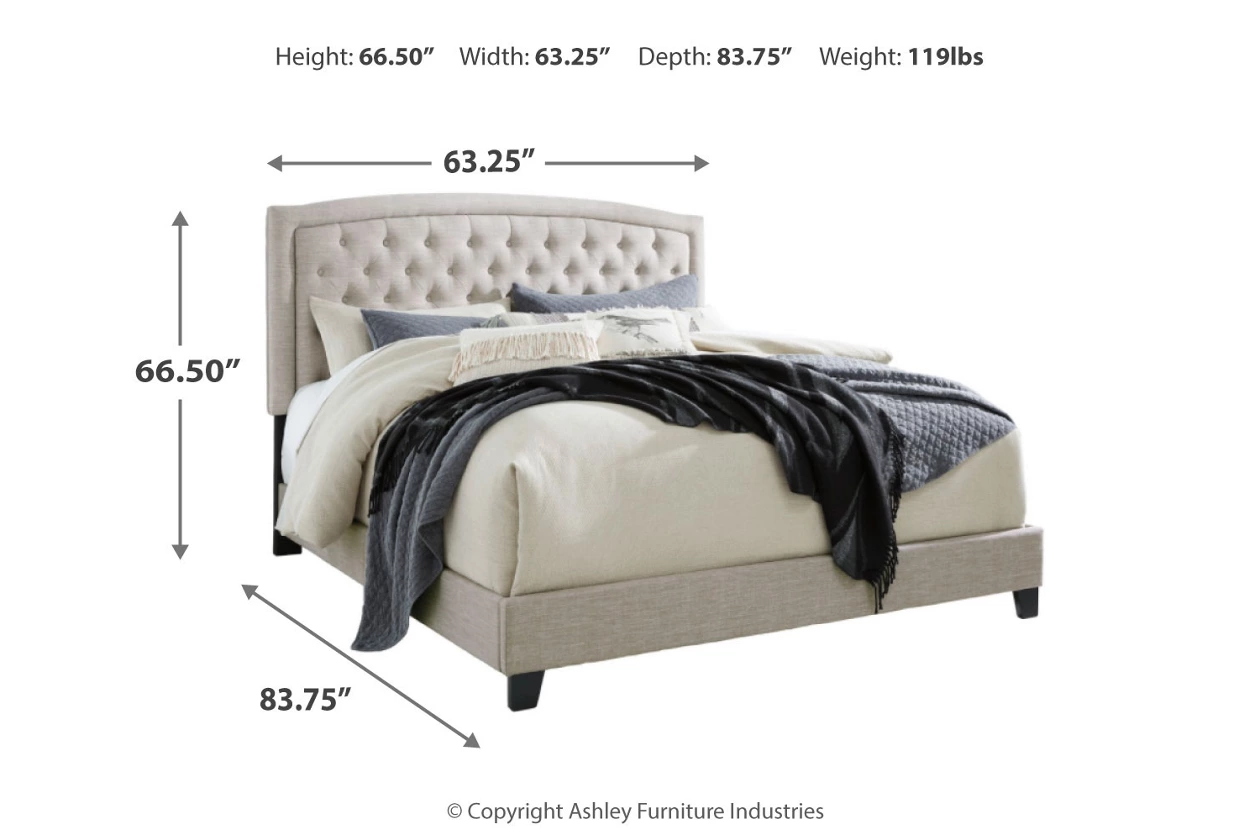 Height: 66.50” Width: 63.25” Depth: 83.75” Weight: 119lbs
63.25”
66.50”
83.75”
© Copyright Ashley Furniture Industries